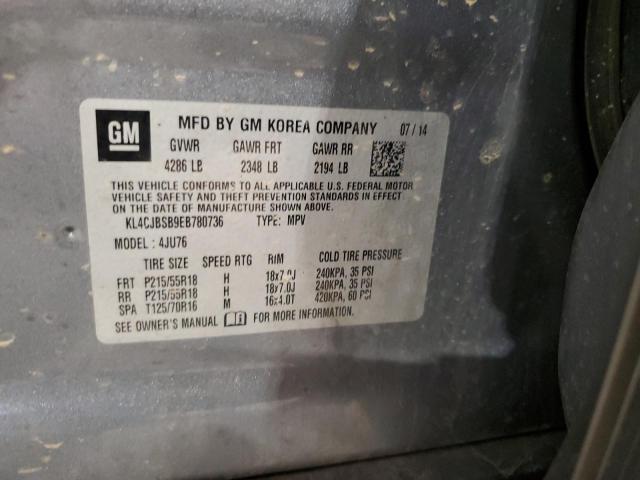 GM
MFD BY GM KOREA COMPANY 07/14
GVWR GAWR FRT GAWR RR
4286 LB 2348 LB 2194 LB
THIS VEHICLE CONFORMS TO ALL APPLICABLE U.S. FEDERAL MOTOR
VEHICLE SAFETY AND THEFT PREVENTION STANDARDS IN EFFECT
ON THE DATE OF MANUFACTURE SHOWN ABOVE.
KL4CJBSB9EB780736 TYPE: MPV
MODEL: 4JU76
TIRE SIZE SPEED RTG RIM COLD TIRE PRESSURE
FRT P215/55R18 H 18x7.0J 240KPA, 35 PSI
RR P215/55R18 H 18x7.0J 240KPA, 35 PSI
SPA T125/70R16 M 16x4.0T 420KPA, 60 PSI
SEE OWNER'S MANUAL FOR MORE INFORMATION.